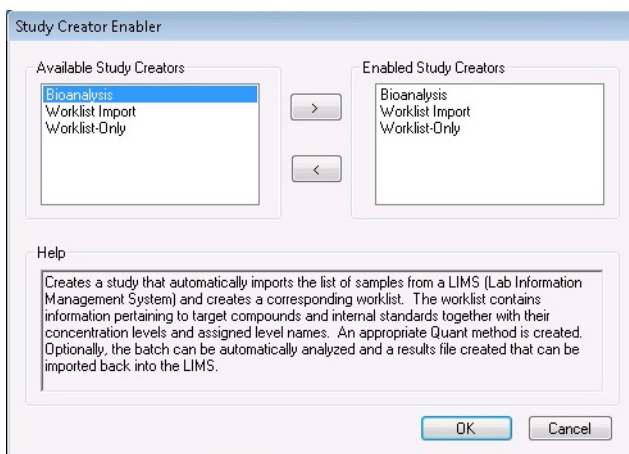 Study Creator Enabler
Available Study Creators
Bioanalysis
Worklist Import
Worklist-Only
>
<
Enabled Study Creators
Bioanalysis
Worklist Import
Worklist-Only
Help
Creates a study that automatically imports the list of samples from a LIMS (Lab Information
Management System) and creates a corresponding worklist. The worklist contains
information pertaining to target compounds and internal standards together with their
concentration levels and assigned level names. An appropriate Quant method is created.
Optionally, the batch can be automatically analyzed and a results file created that can be
imported back into the LIMS.
OK
Cancel